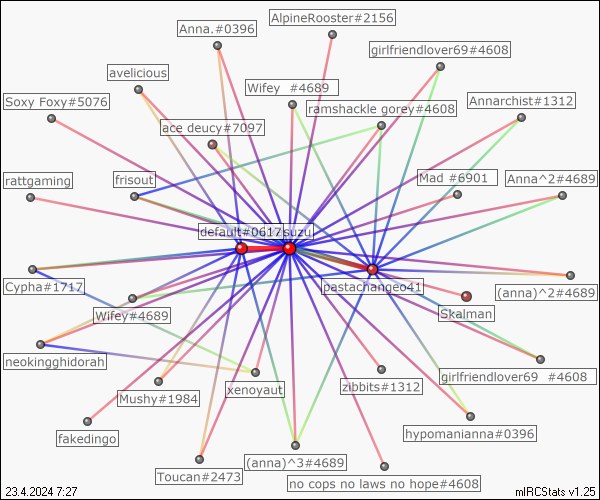 AlpineRooster#2156
Anna.#0396
girlfriendlover69#4608
avelicious
Wifey #4689
Soxy Foxy#5076
ramshackle gorey#4608
Annarchist#1312
ace deucy#7097
rattgaming
frisout
Mad #6901
Anna^2#4689
default#0617
suzu
Cypha#1717
pastachangeo41
(anna)^2#4689
Wifey#4689
Skalman
neokingghidorah
girlfriendlover69 #4608
Mushy#1984
xenoyaut
zibbits#1312
fakedingo
hypomanianna#0396
Toucan#2473
(anna)^3#4689
no cops no laws no hope#4608
23.4.2024 7:27
mIRCStats v1.25